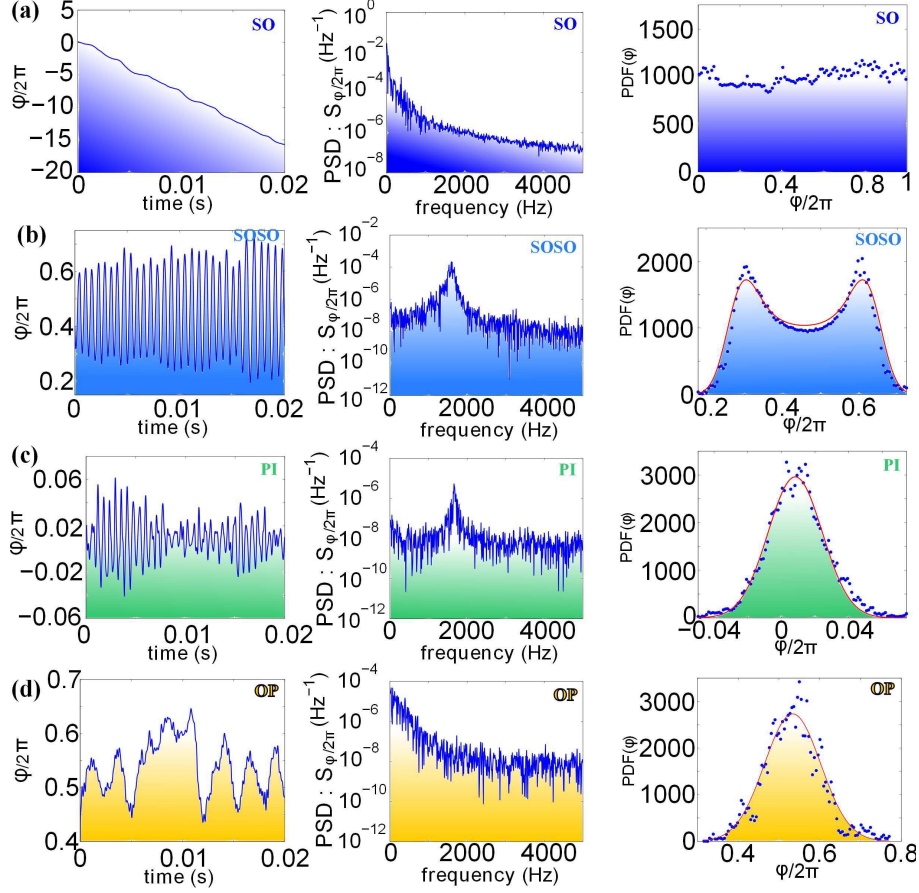 (a)
5
0
−5
−10
−15
−20
φ/2π
SO
0
0.01
0.02
time (s)
10⁰
10⁻²
10⁻⁴
10⁻⁶
10⁻⁸
PSD : S_φ/2π (Hz⁻¹)
SO
0
2000
4000
frequency (Hz)
1500
1000
500
0
PDF(φ)
SO
0
0.4
0.6
1
φ/2π
(b)
0.6
0.4
0.2
φ/2π
SOSO
0
0.01
0.02
time (s)
10⁻²
10⁻⁴
10⁻⁶
10⁻⁸
10⁻¹⁰
10⁻¹²
PSD : S_φ/2π (Hz⁻¹)
SOSO
0
2000
4000
frequency (Hz)
2000
1000
0
PDF(φ)
SOSO
0.2
0.4
0.6
φ/2π
(c)
0.06
0.02
−0.02
−0.06
φ/2π
PI
0
0.01
0.02
time (s)
10⁻⁴
10⁻⁶
10⁻⁸
10⁻¹⁰
10⁻¹²
PSD : S_φ/2π (Hz⁻¹)
PI
0
2000
4000
frequency (Hz)
3000
2000
3000
0
PDF(φ)
PI
−0.04
0
0.04
φ/2π
(d)
0.7
0.6
0.5
0.4
φ/2π
OP
0
0.01
0.02
time (s)
10⁻⁴
10⁻⁶
10⁻⁸
10⁻¹⁰
10⁻¹²
PSD : S_φ/2π (Hz⁻¹)
OP
0
2000
4000
frequency (Hz)
3000
2000
1000
0
PDF(φ)
OP
0.4
0.6
0.8
φ/2π